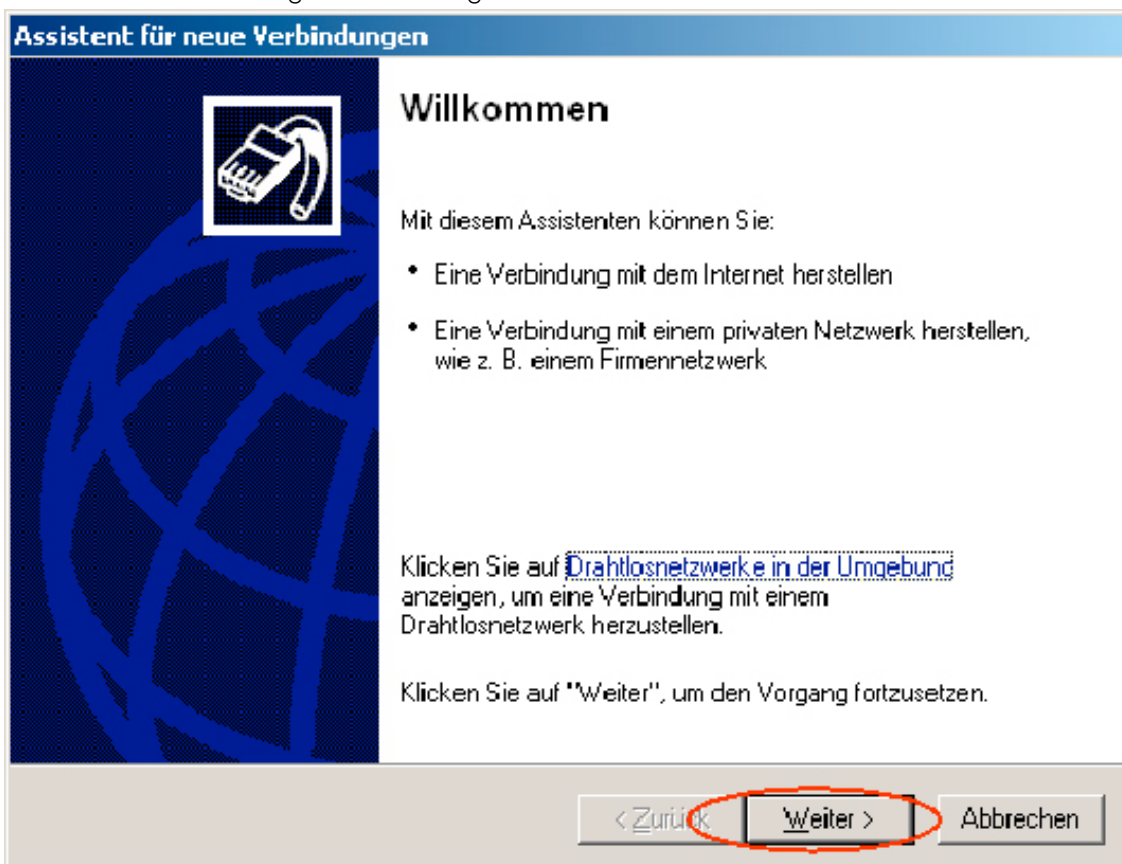 Assistent für neue Verbindungen
Willkommen
Mit diesem Assistenten können Sie:
• Eine Verbindung mit dem Internet herstellen
• Eine Verbindung mit einem privaten Netzwerk herstellen,
wie z. B. einem Firmennetzwerk
Klicken Sie auf Drahtlosnetzwerke in der Umgebung
anzeigen, um eine Verbindung mit einem
Drahtlosnetzwerk herzustellen.
Klicken Sie auf "Weiter", um den Vorgang fortzusetzen.
< Zurück Weiter > Abbrechen